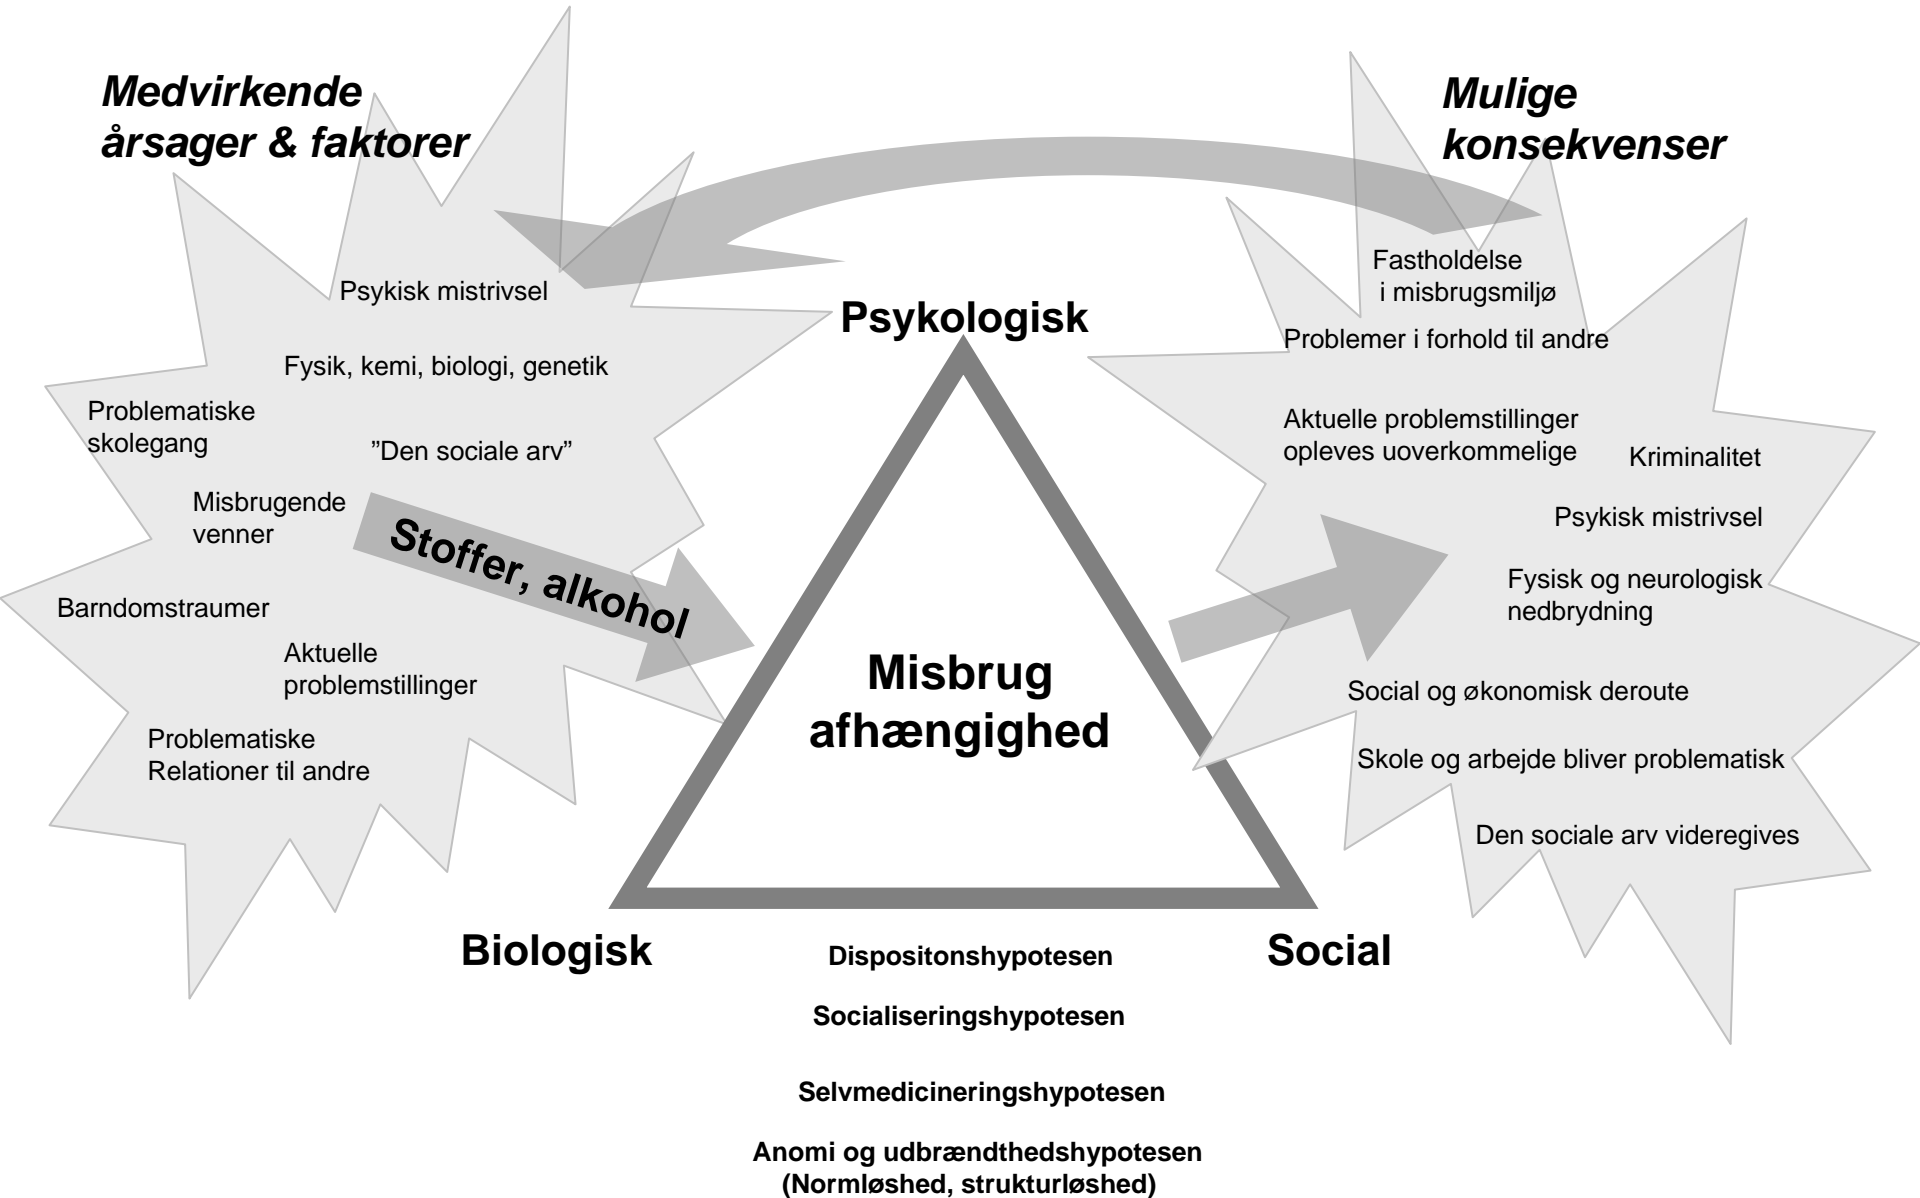 Medvirkende
årsager & faktorer
Psykisk mistrivsel
Fysik, kemi, biologi, genetik
Problematiske
skolegang
”Den sociale arv”
Misbrugende
venner
Stoffer, alkohol
Barndomstraumer
Aktuelle
problemstillinger
Problematiske
Relationer til andre
Psykologisk
Misbrug
afhængighed
Biologisk
Social
Dispositonshypotesen
Socialiseringshypotesen
Selvmedicineringshypotesen
Anomi og udbrændthedshypotesen
(Normløshed, strukturløshed)
Mulige
konsekvenser
Fastholdelse
i misbrugsmiljø
Problemer i forhold til andre
Aktuelle problemstillinger
opleves uoverkommelige
Kriminalitet
Psykisk mistrivsel
Fysisk og neurologisk
nedbrydning
Social og økonomisk deroute
Skole og arbejde bliver problematisk
Den sociale arv videregives